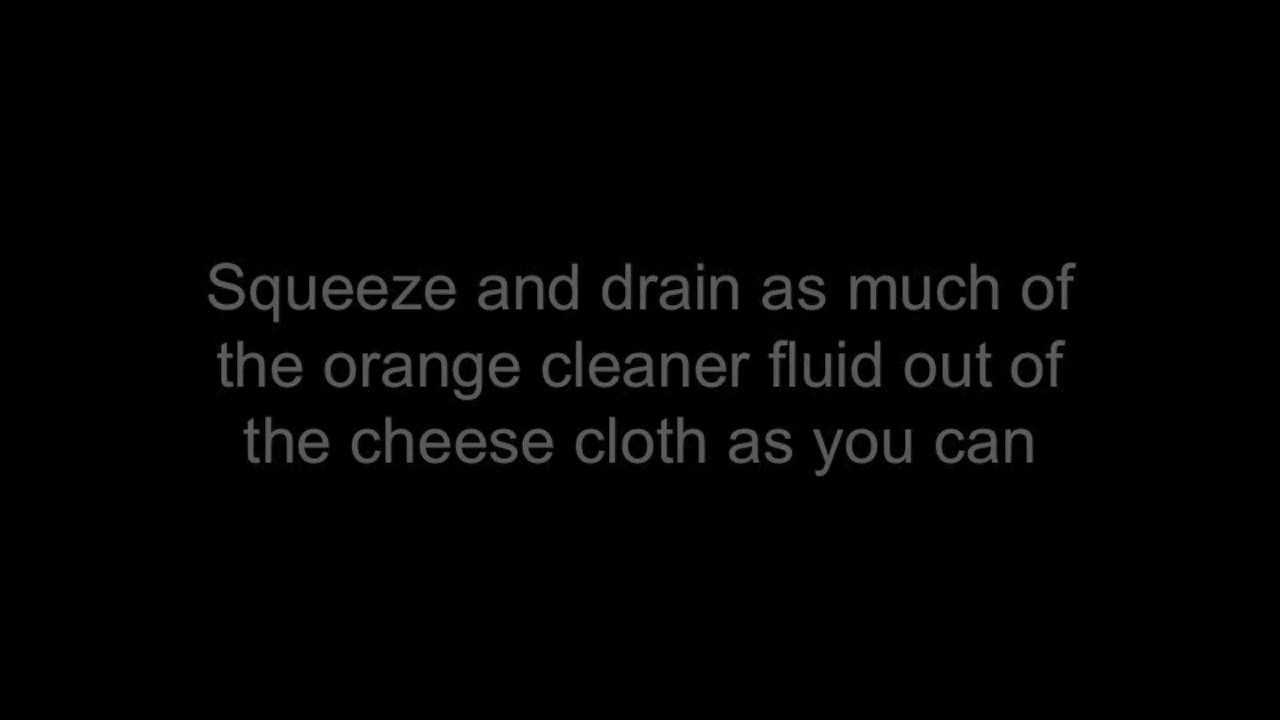 Squeeze and drain as much of
the orange cleaner fluid out of
the cheese cloth as you can